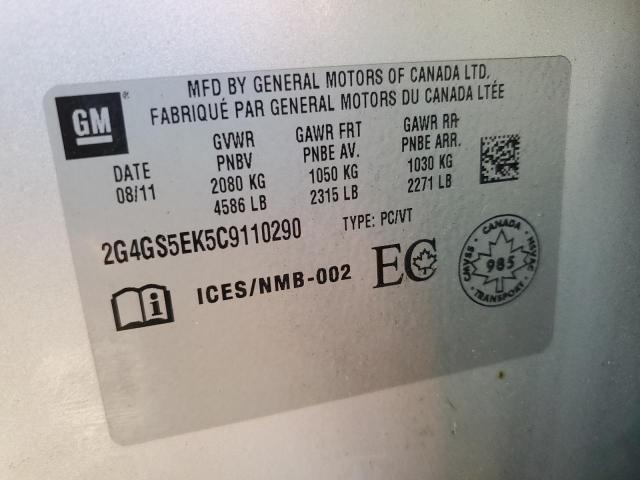 MFD BY GENERAL MOTORS OF CANADA LTD.
FABRIQUÉ PAR GENERAL MOTORS DU CANADA LTÉE
GM
®
DATE
08/11
GVWR
PNBV
2080 KG
4586 LB
GAWR FRT
PNBE AV.
1050 KG
2315 LB
GAWR RR
PNBE ARR.
1030 KG
2271 LB
2G4GS5EK5C9110290
TYPE: PC/VT
i
ICES/NMB-002
EC
CANADA
CMVSS
985
NSVAC
TRANSPORT